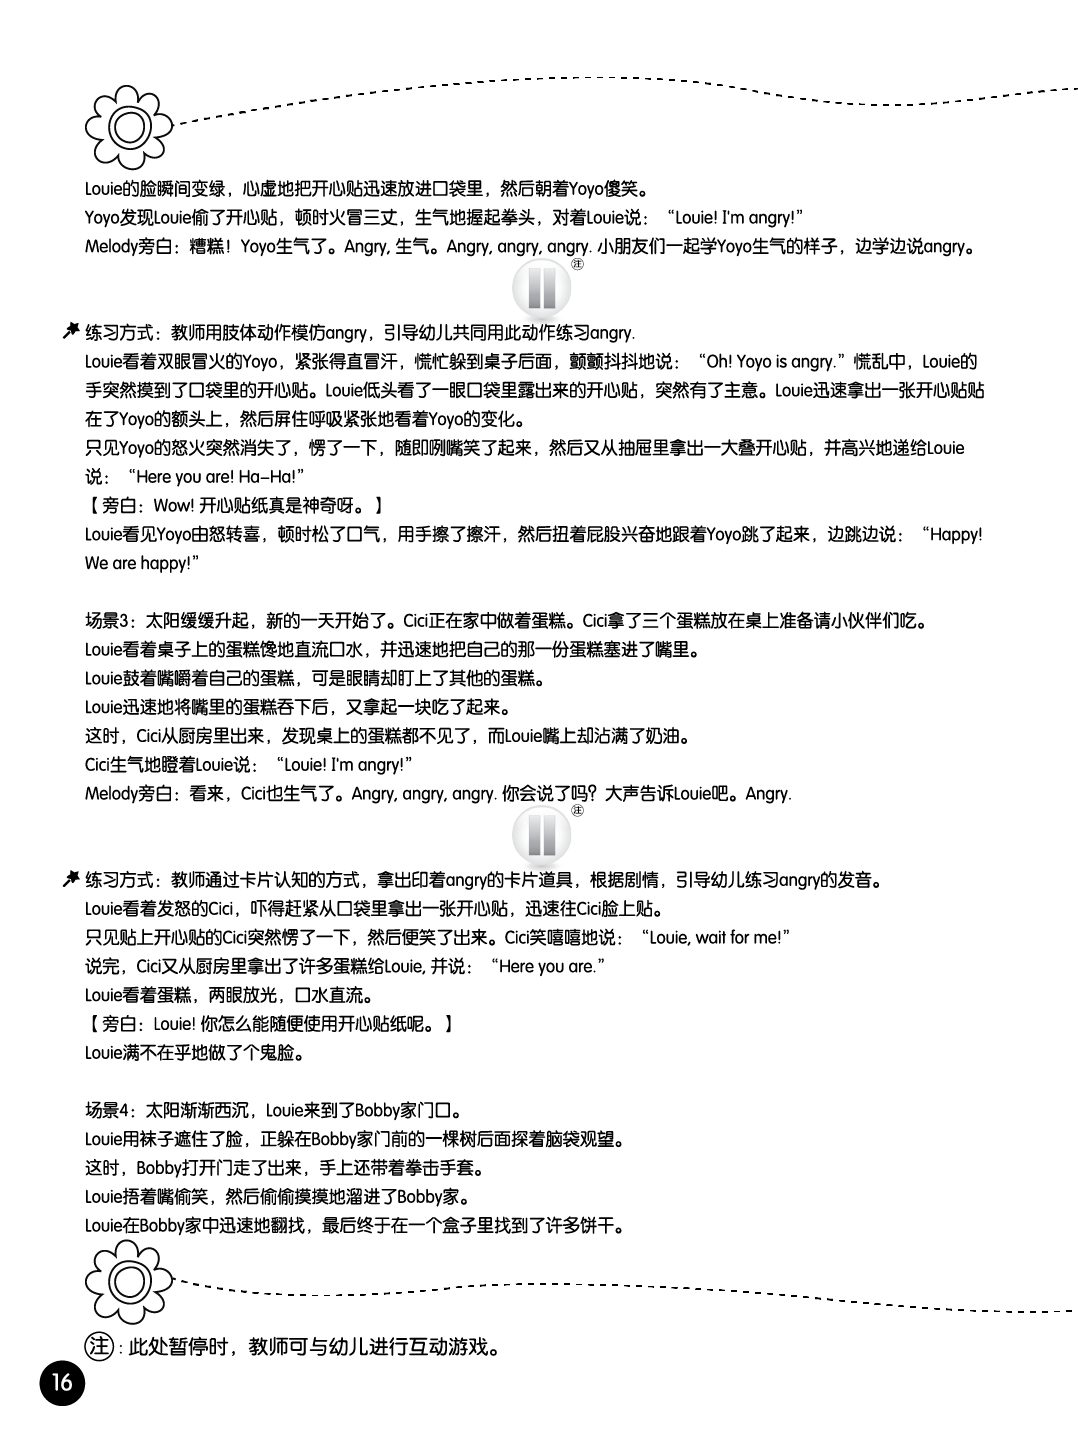 Louie的脸瞬间变绿，心虚地把开心贴迅速放进口袋里，然后朝着Yoyo傻笑。
Yoyo发现Louie偷了开心贴，顿时火冒三丈，生气地握起拳头，对着Louie说：“Louie! I'm angry!”
Melody旁白：糟糕！Yoyo生气了。Angry, 生气。Angry, angry, angry. 小朋友们一起学Yoyo生气的样子，边学边说angry。
注
练习方式：教师用肢体动作模仿angry，引导幼儿共同用此动作练习angry.
Louie看着双眼冒火的Yoyo，紧张得直冒汗，慌忙躲到桌子后面，颤颤抖抖地说：“Oh! Yoyo is angry.”慌乱中，Louie的
手突然摸到了口袋里的开心贴。Louie低头看了一眼口袋里露出来的开心贴，突然有了主意。Louie迅速拿出一张开心贴贴
在了Yoyo的额头上，然后屏住呼吸紧张地看着Yoyo的变化。
只见Yoyo的怒火突然消失了，愣了一下，随即咧嘴笑了起来，然后又从抽屉里拿出一大叠开心贴，并高兴地递给Louie
说：“Here you are! Ha-Ha!”
【旁白：Wow! 开心贴纸真是神奇呀。】
Louie看见Yoyo由怒转喜，顿时松了口气，用手擦了擦汗，然后扭着屁股兴奋地跟着Yoyo跳了起来，边跳边说：“Happy!
We are happy!”
场景3：太阳缓缓升起，新的一天开始了。Cici正在家中做着蛋糕。Cici拿了三个蛋糕放在桌上准备请小伙伴们吃。
Louie看着桌子上的蛋糕馋地直流口水，并迅速地把自己的那一份蛋糕塞进了嘴里。
Louie鼓着嘴嚼着自己的蛋糕，可是眼睛却盯上了其他的蛋糕。
Louie迅速地将嘴里的蛋糕吞下后，又拿起一块吃了起来。
这时，Cici从厨房里出来，发现桌上的蛋糕都不见了，而Louie嘴上却沾满了奶油。
Cici生气地瞪着Louie说：“Louie! I'm angry!”
Melody旁白：看来，Cici也生气了。Angry, angry, angry. 你会说了吗？大声告诉Louie吧。Angry.
注
练习方式：教师通过卡片认知的方式，拿出印着angry的卡片道具，根据剧情，引导幼儿练习angry的发音。
Louie看着发怒的Cici，吓得赶紧从口袋里拿出一张开心贴，迅速往Cici脸上贴。
只见贴上开心贴的Cici突然愣了一下，然后便笑了出来。Cici笑嘻嘻地说：“Louie, wait for me!”
说完，Cici又从厨房里拿出了许多蛋糕给Louie, 并说：“Here you are.”
Louie看着蛋糕，两眼放光，口水直流。
【旁白：Louie! 你怎么能随便使用开心贴纸呢。】
Louie满不在乎地做了个鬼脸。
场景4：太阳渐渐西沉，Louie来到了Bobby家门口。
Louie用袜子遮住了脸，正躲在Bobby家门前的一棵树后面探着脑袋观望。
这时，Bobby打开门走了出来，手上还带着拳击手套。
Louie捂着嘴偷笑，然后偷偷摸摸地溜进了Bobby家。
Louie在Bobby家中迅速地翻找，最后终于在一个盒子里找到了许多饼干。
注：此处暂停时，教师可与幼儿进行互动游戏。
16